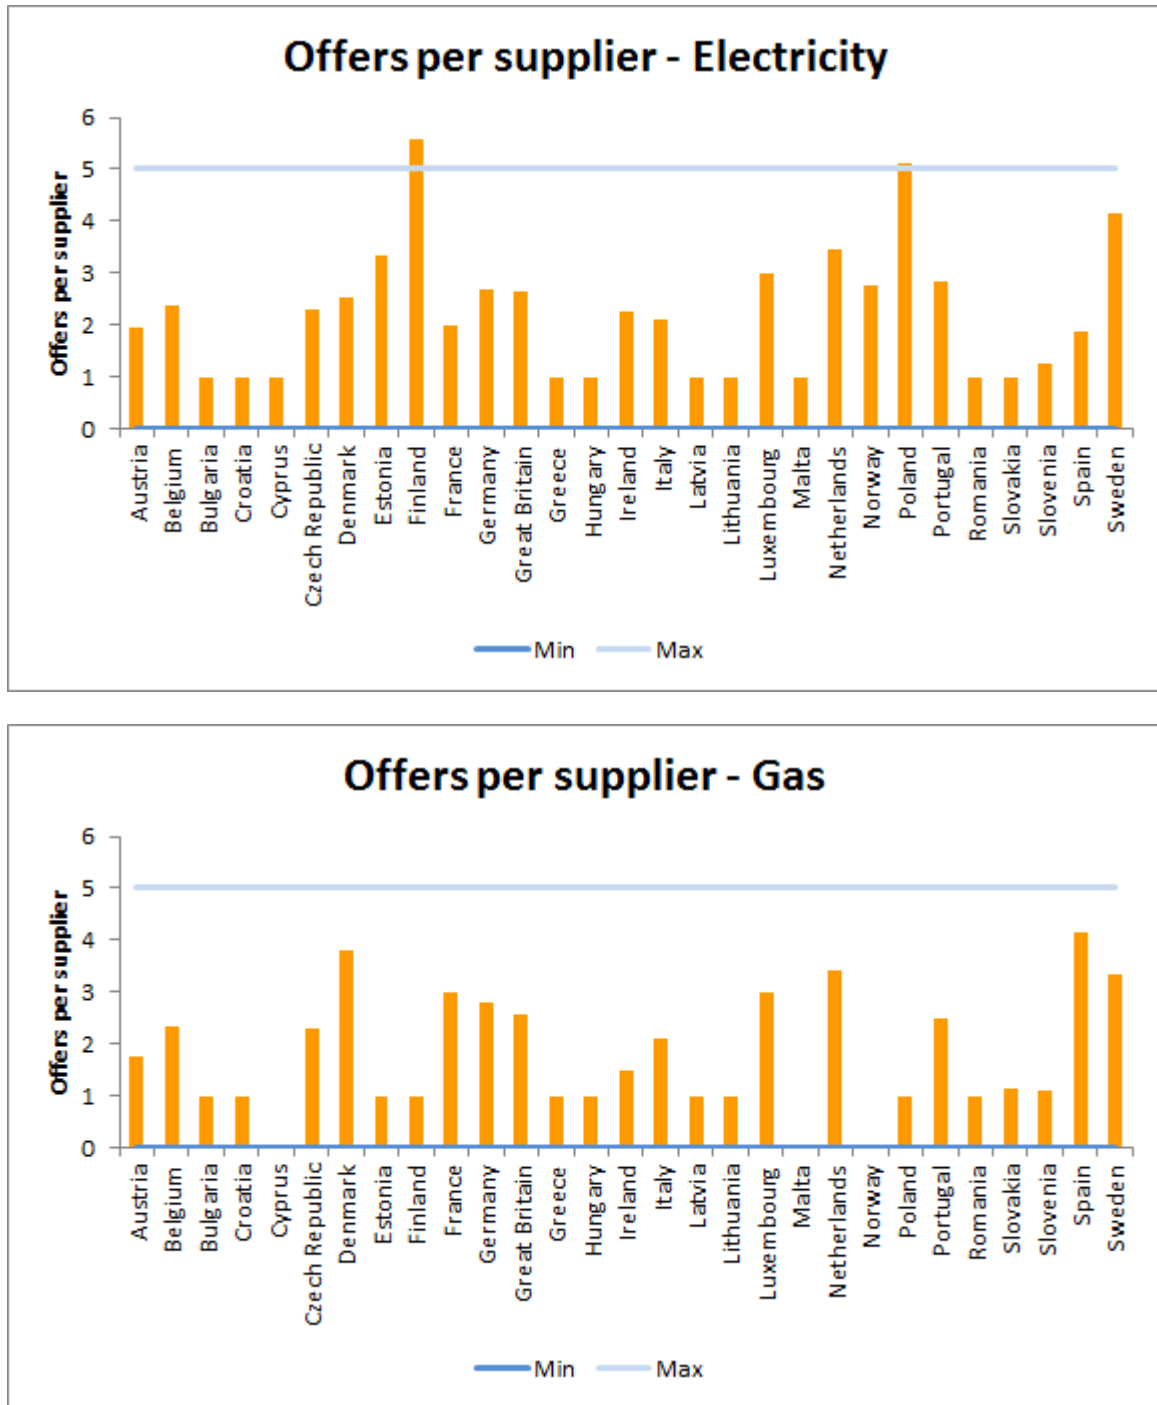 Offers per supplier - Electricity
Offers per supplier
6
5
4
3
2
1
0
Austria
Belgium
Bulgaria
Croatia
Cyprus
Czech Republic
Denmark
Estonia
Finland
France
Germany
Great Britain
Greece
Hungary
Ireland
Italy
Latvia
Lithuania
Luxembourg
Malta
Netherlands
Norway
Poland
Portugal
Romania
Slovakia
Slovenia
Spain
Sweden
Min Max
Offers per supplier - Gas
Offers per supplier
6
5
4
3
2
1
0
Austria
Belgium
Bulgaria
Croatia
Cyprus
Czech Republic
Denmark
Estonia
Finland
France
Germany
Great Britain
Greece
Hungary
Ireland
Italy
Latvia
Lithuania
Luxembourg
Malta
Netherlands
Norway
Poland
Portugal
Romania
Slovakia
Slovenia
Spain
Sweden
Min Max